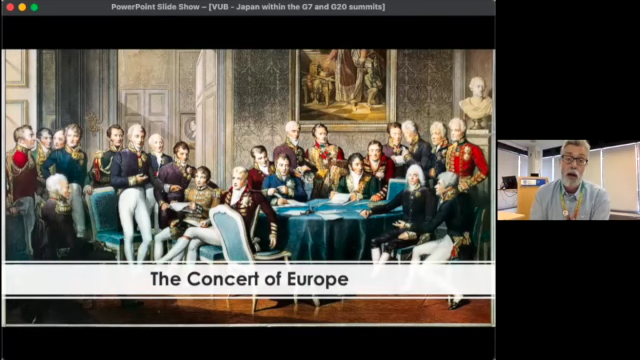 PowerPoint Slide Show – [VUB - Japan within the G7 and G20 summits]
The Concert of Europe